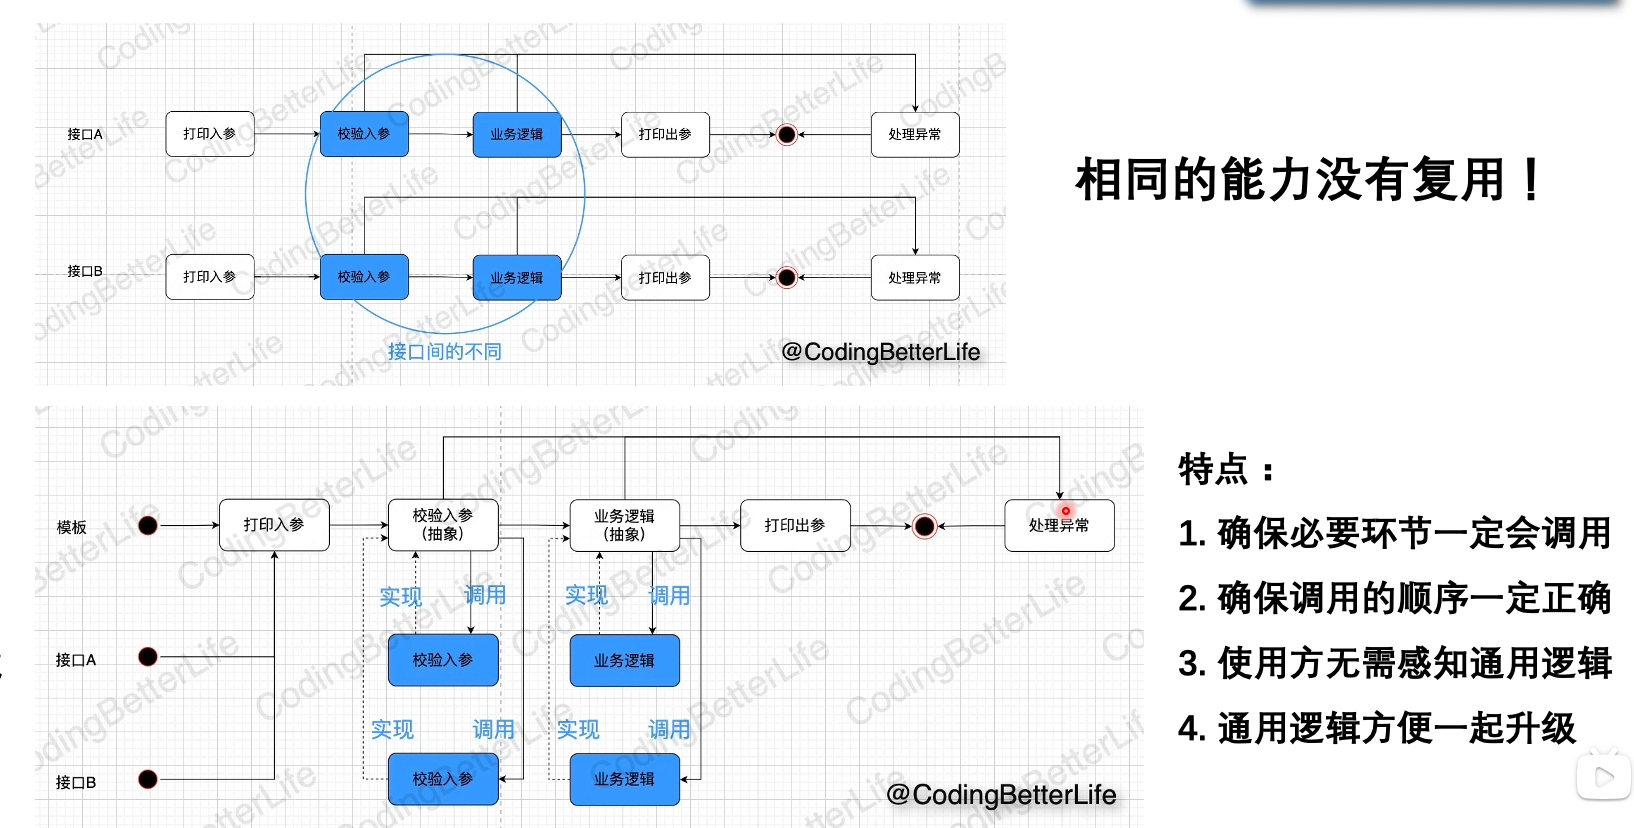 接口A
打印入参
校验入参
业务逻辑
打印出参
处理异常
接口B
打印入参
校验入参
业务逻辑
打印出参
处理异常
接口间的不同
@CodingBetterLife
相同的能力没有复用！
模板
打印入参
校验入参
(抽象)
业务逻辑
(抽象)
打印出参
处理异常
实现
调用
实现
调用
接口A
校验入参
业务逻辑
实现
调用
实现
调用
接口B
校验入参
业务逻辑
@CodingBetterLife
特点：
1. 确保必要环节一定会调用
2. 确保调用的顺序一定正确
3. 使用方无需感知通用逻辑
4. 通用逻辑方便一起升级
CodingBetterLife